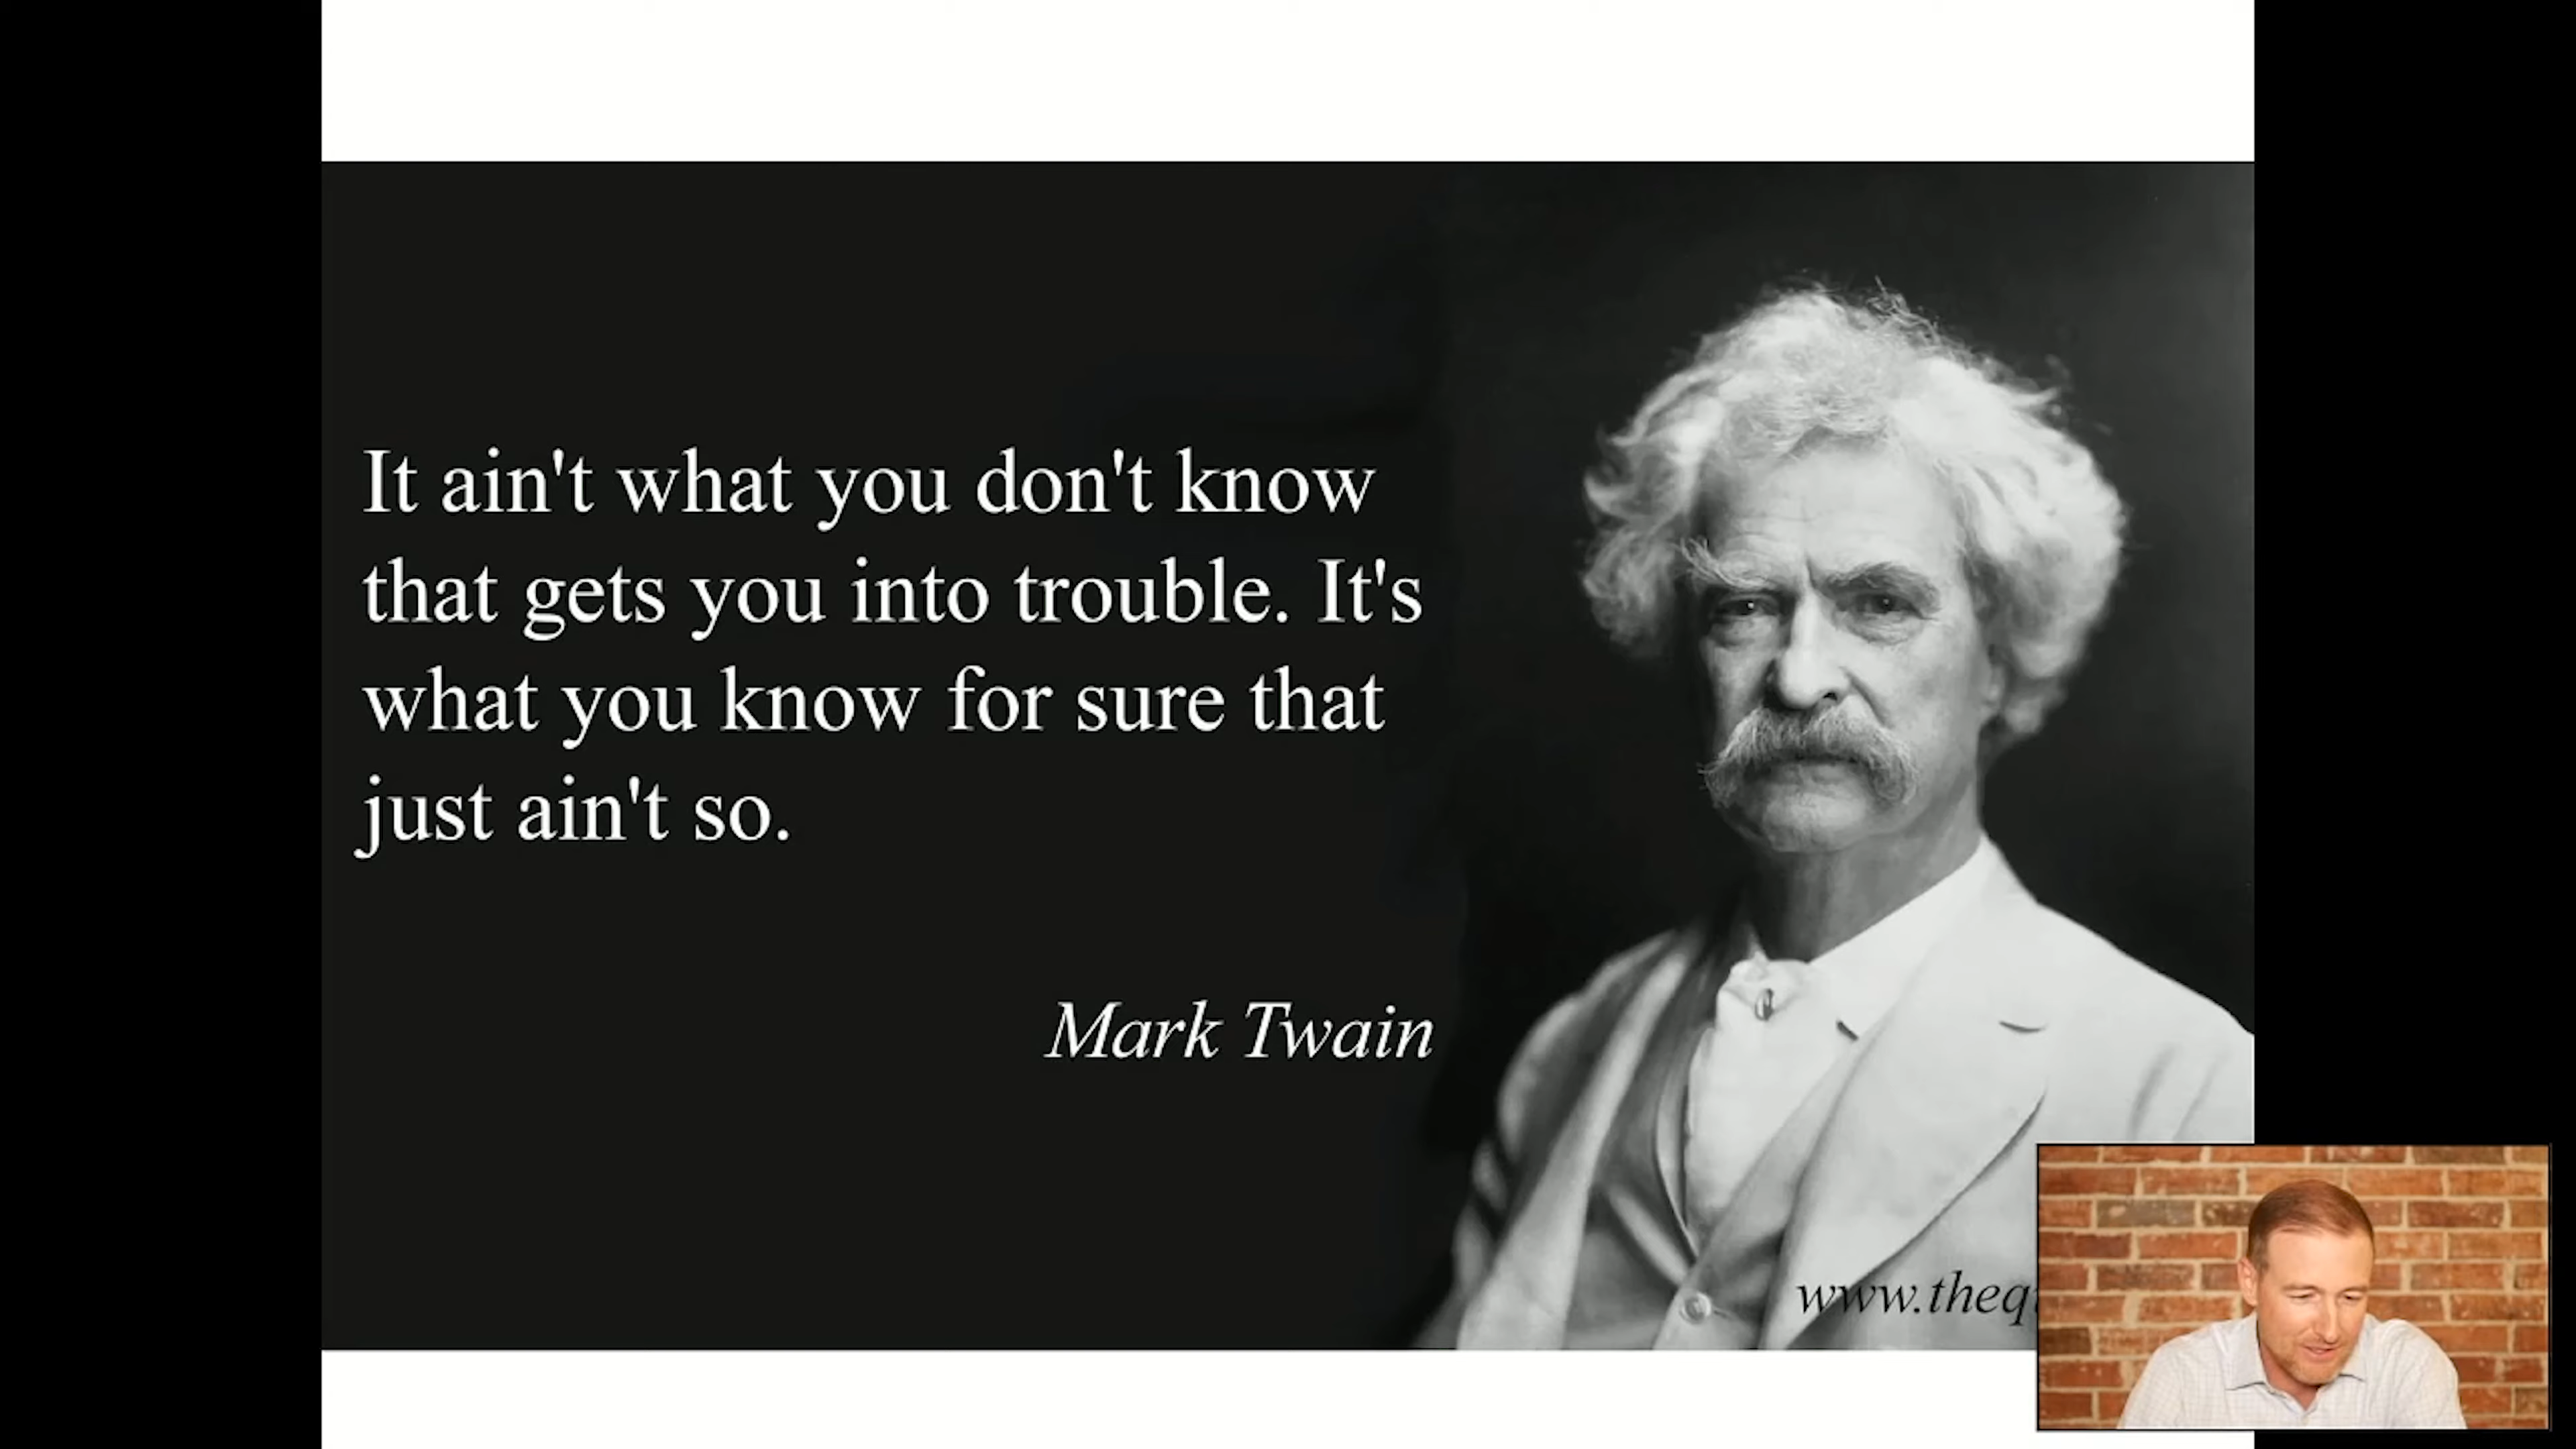 It ain't what you don't know
that gets you into trouble. It's
what you know for sure that
just ain't so.
Mark Twain